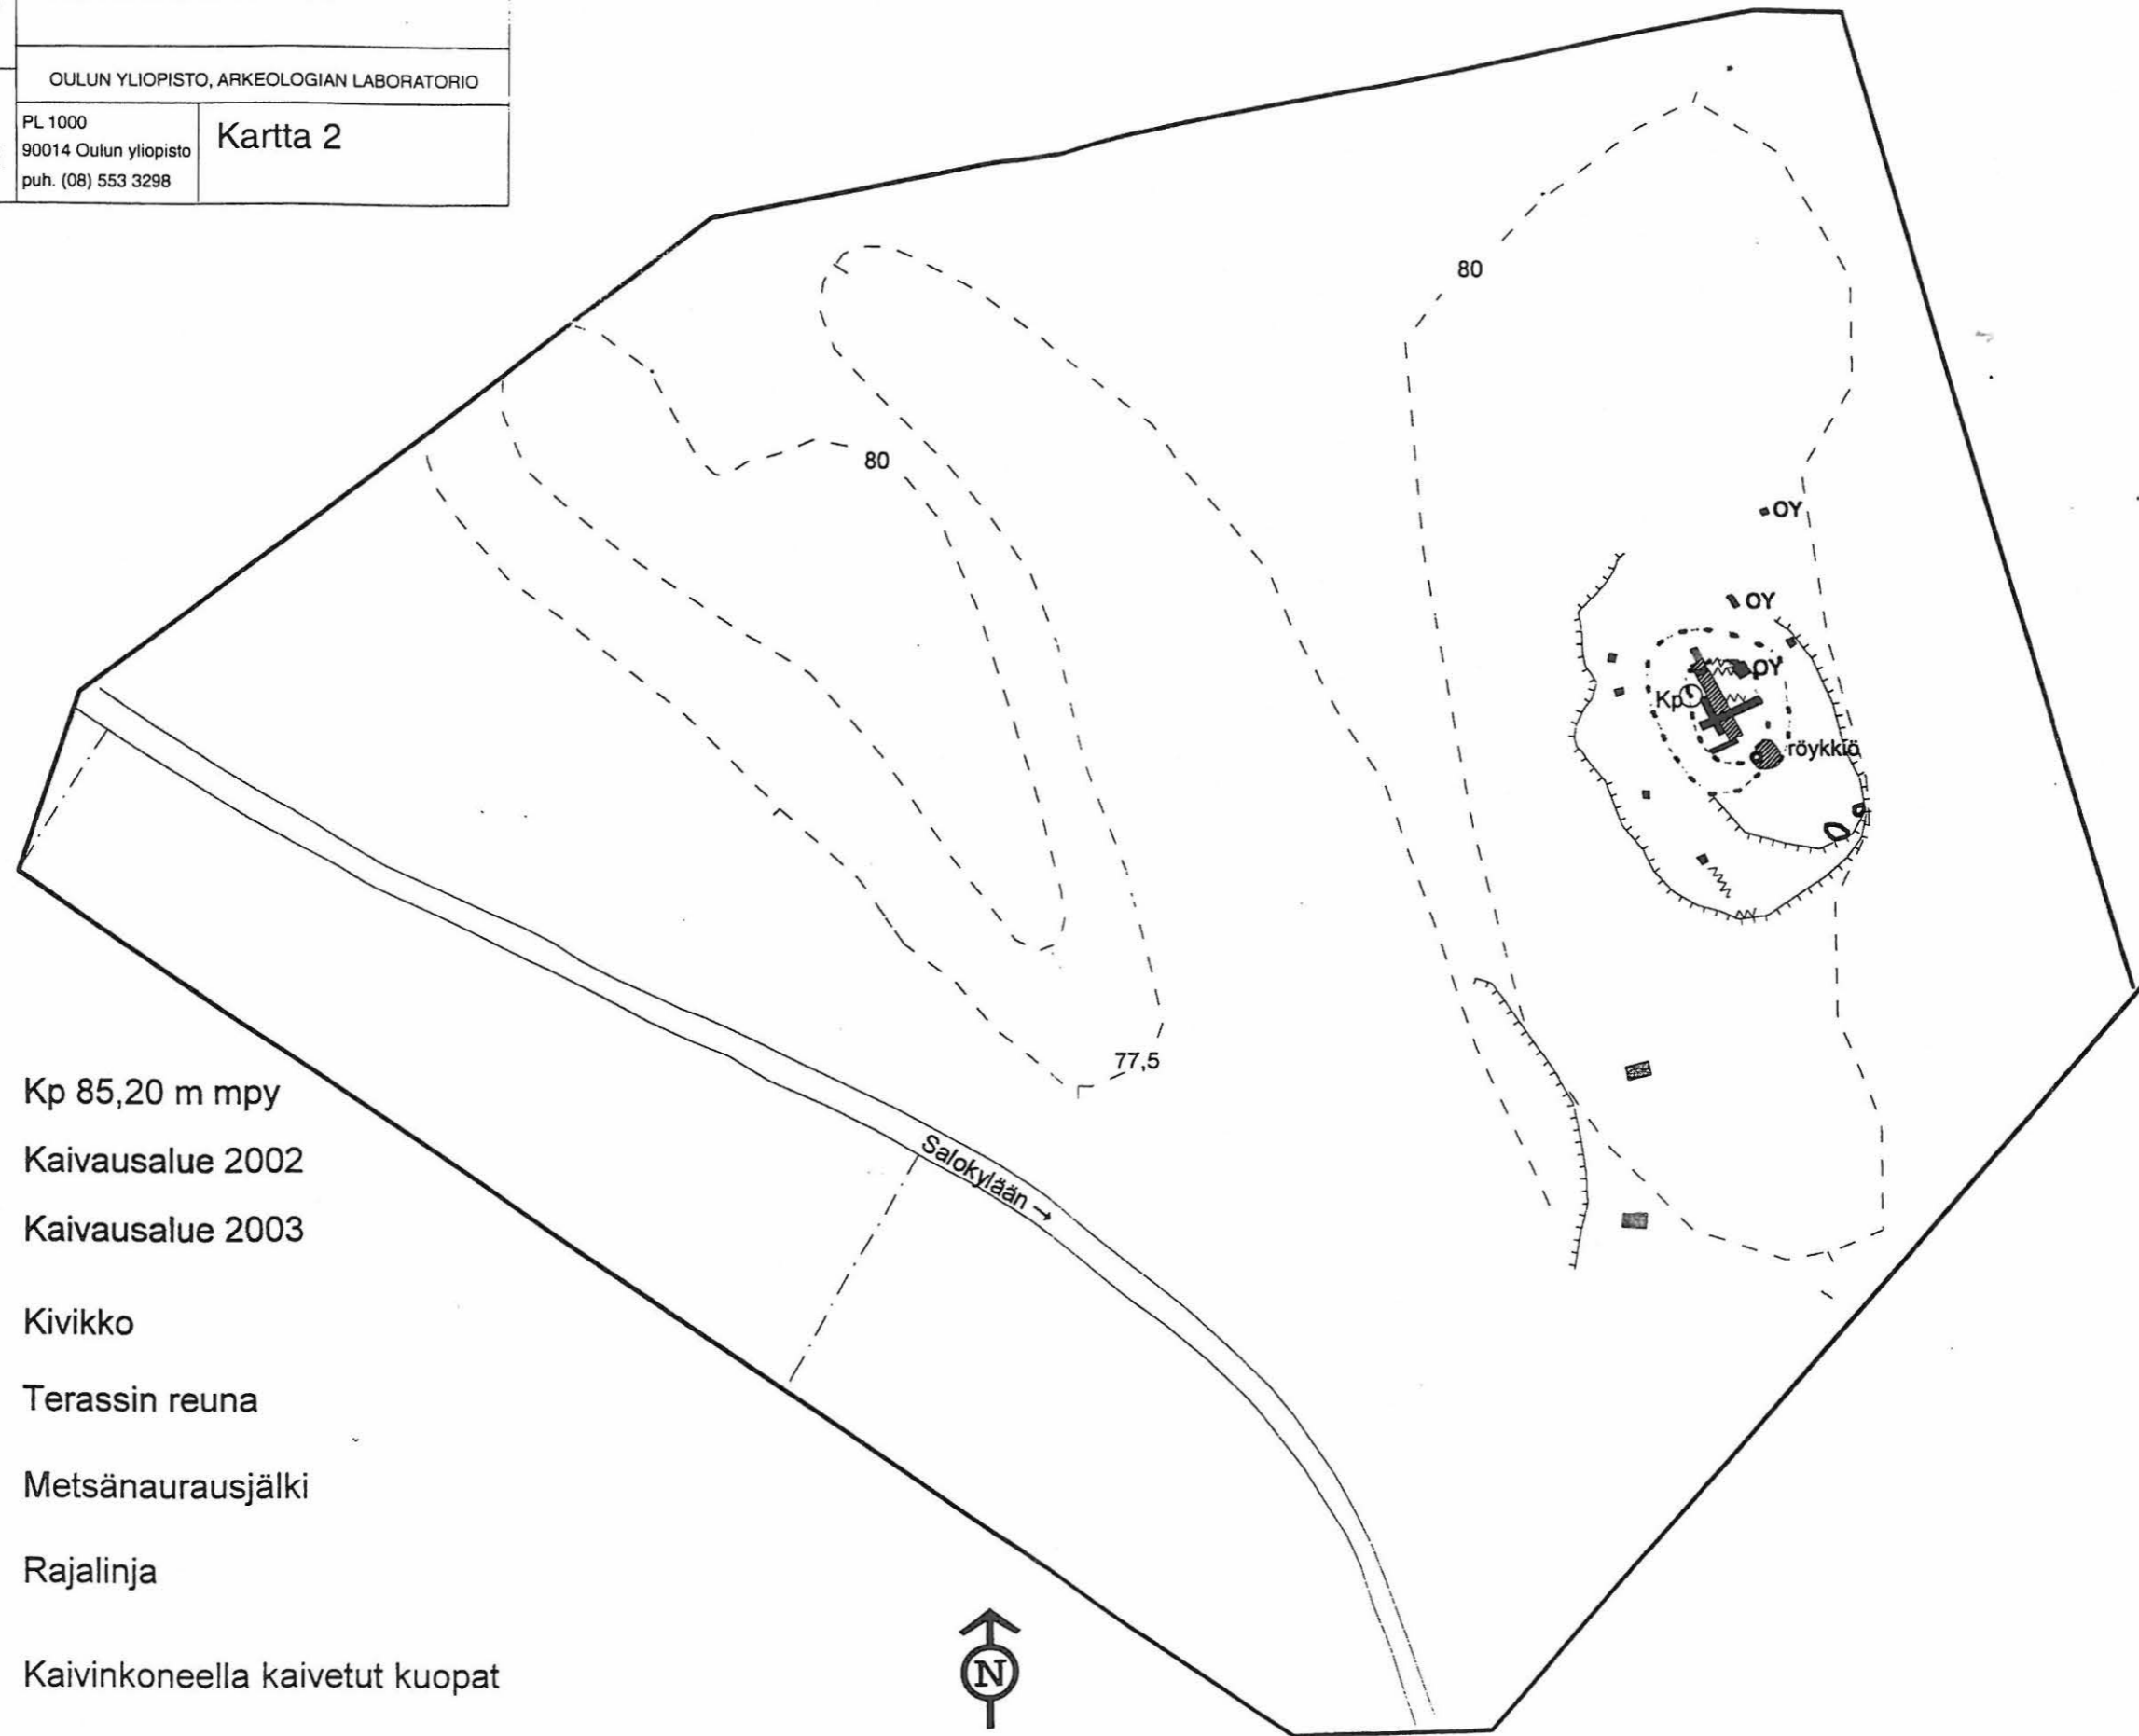 OULUN YLIOPISTO, ARKEOLOGIAN LABORATORIO
PL 1000
90014 Oulun yliopisto
puh. (08) 553 3298
Kartta 2
80
80
OY
OY
OY
Kp
röykkiö
77,5
Salokylään →
Kp 85,20 m mpy
Kaivausalue 2002
Kaivausalue 2003
Kivikko
Terassin reuna
Metsänaurausjälki
Rajalinja
Kaivinkoneella kaivetut kuopat
N